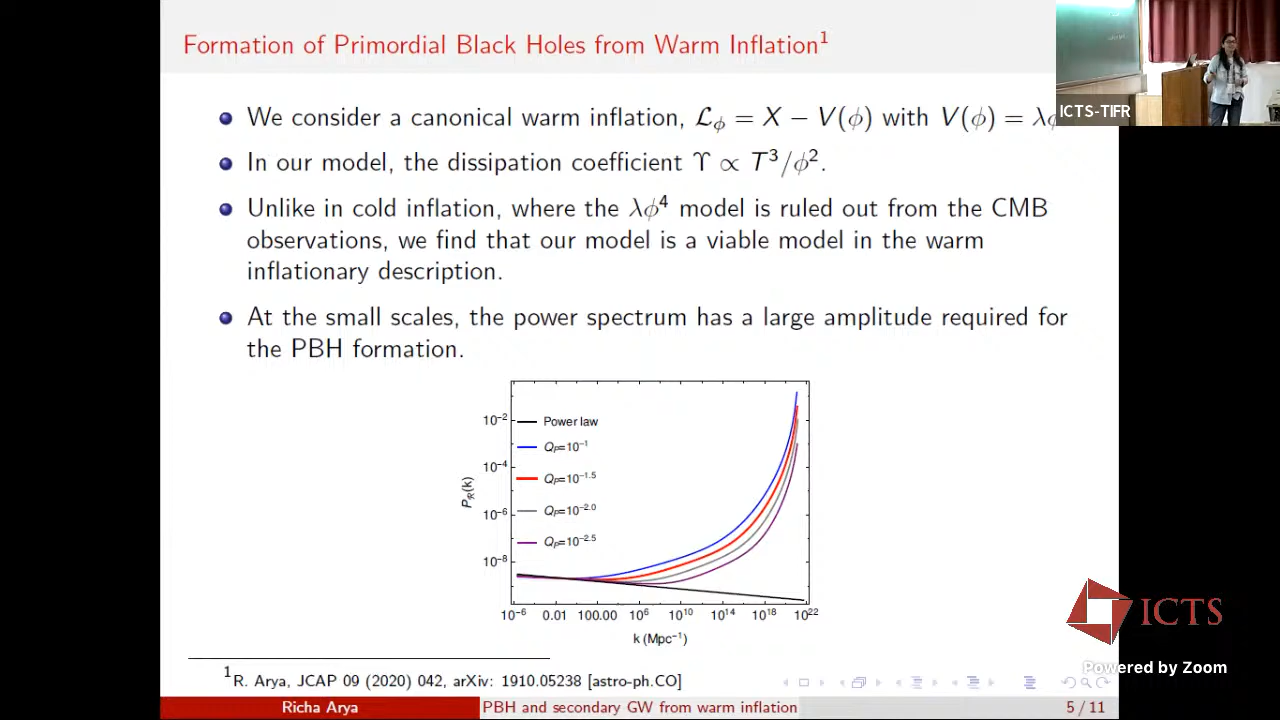 Formation of Primordial Black Holes from Warm Inflation¹
We consider a canonical warm inflation, ℒ_ϕ = X − V(ϕ) with V(ϕ) = λϕ
In our model, the dissipation coefficient ϒ ∝ T³/ϕ².
Unlike in cold inflation, where the λϕ⁴ model is ruled out from the CMB
observations, we find that our model is a viable model in the warm
inflationary description.
At the small scales, the power spectrum has a large amplitude required for
the PBH formation.
10⁻²
10⁻⁴
10⁻⁶
10⁻⁸
P_ℛ(k)
Power law
Q_P=10⁻¹
Q_P=10⁻¹·⁵
Q_P=10⁻²·⁰
Q_P=10⁻²·⁵
10⁻⁶ 0.01 100.00 10⁶ 10¹⁰ 10¹⁴ 10¹⁸ 10²²
k (Mpc⁻¹)
¹R. Arya, JCAP 09 (2020) 042, arXiv: 1910.05238 [astro-ph.CO]
Richa Arya PBH and secondary GW from warm inflation 5 / 11
ICTS-TIFR
ICTS
Powered by Zoom